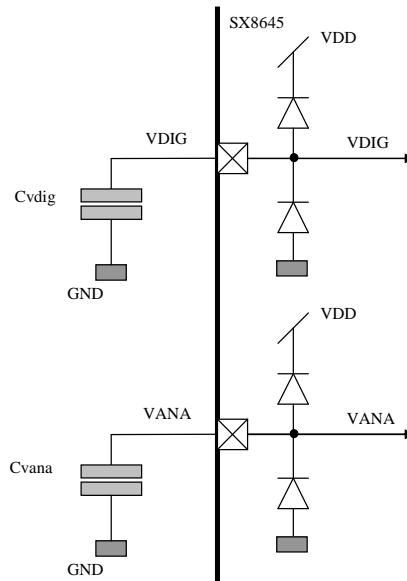 SX8645
VDD
VDIG
VDIG
Cvdig
GND
VDD
VANA
VANA
Cvana
GND